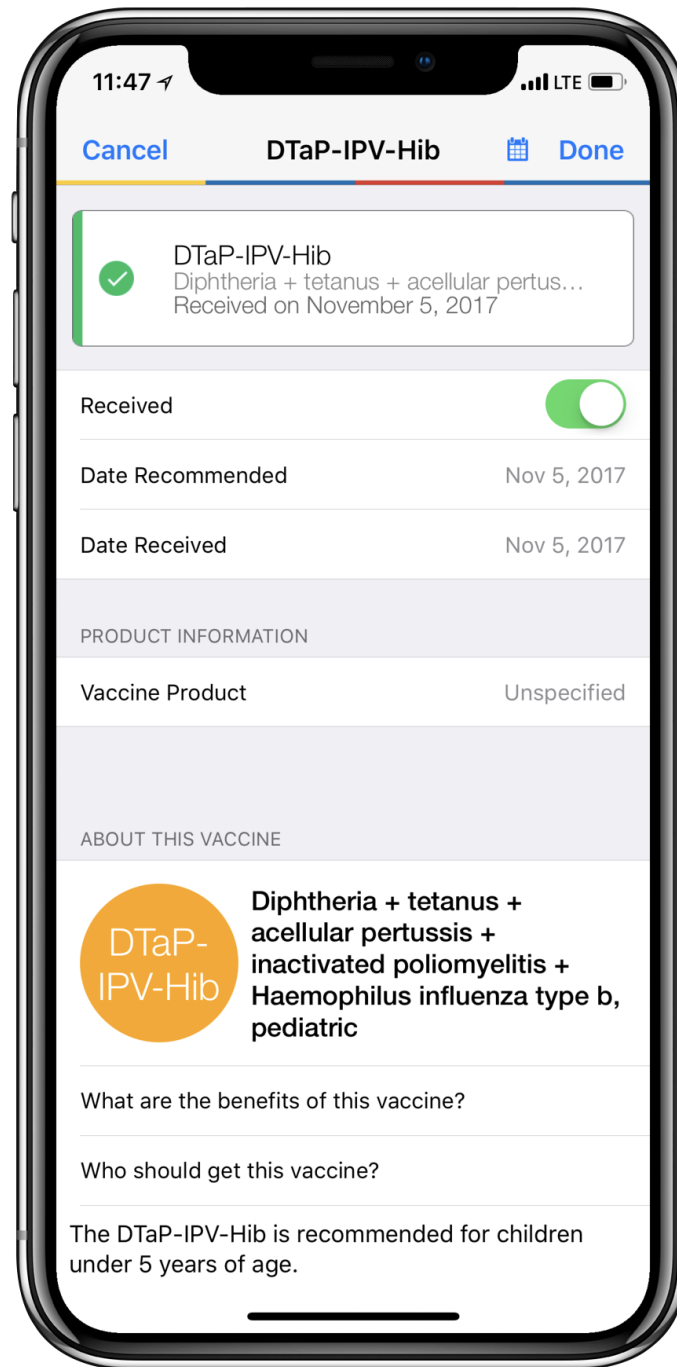 11:47
LTE
Cancel DTaP-IPV-Hib Done
DTaP-IPV-Hib
Diphtheria + tetanus + acellular pertus...
Received on November 5, 2017
Received
Date Recommended Nov 5, 2017
Date Received Nov 5, 2017
PRODUCT INFORMATION
Vaccine Product Unspecified
ABOUT THIS VACCINE
DTaP-
IPV-Hib
Diphtheria + tetanus +
acellular pertussis +
inactivated poliomyelitis +
Haemophilus influenza type b,
pediatric
What are the benefits of this vaccine?
Who should get this vaccine?
The DTaP-IPV-Hib is recommended for children
under 5 years of age.